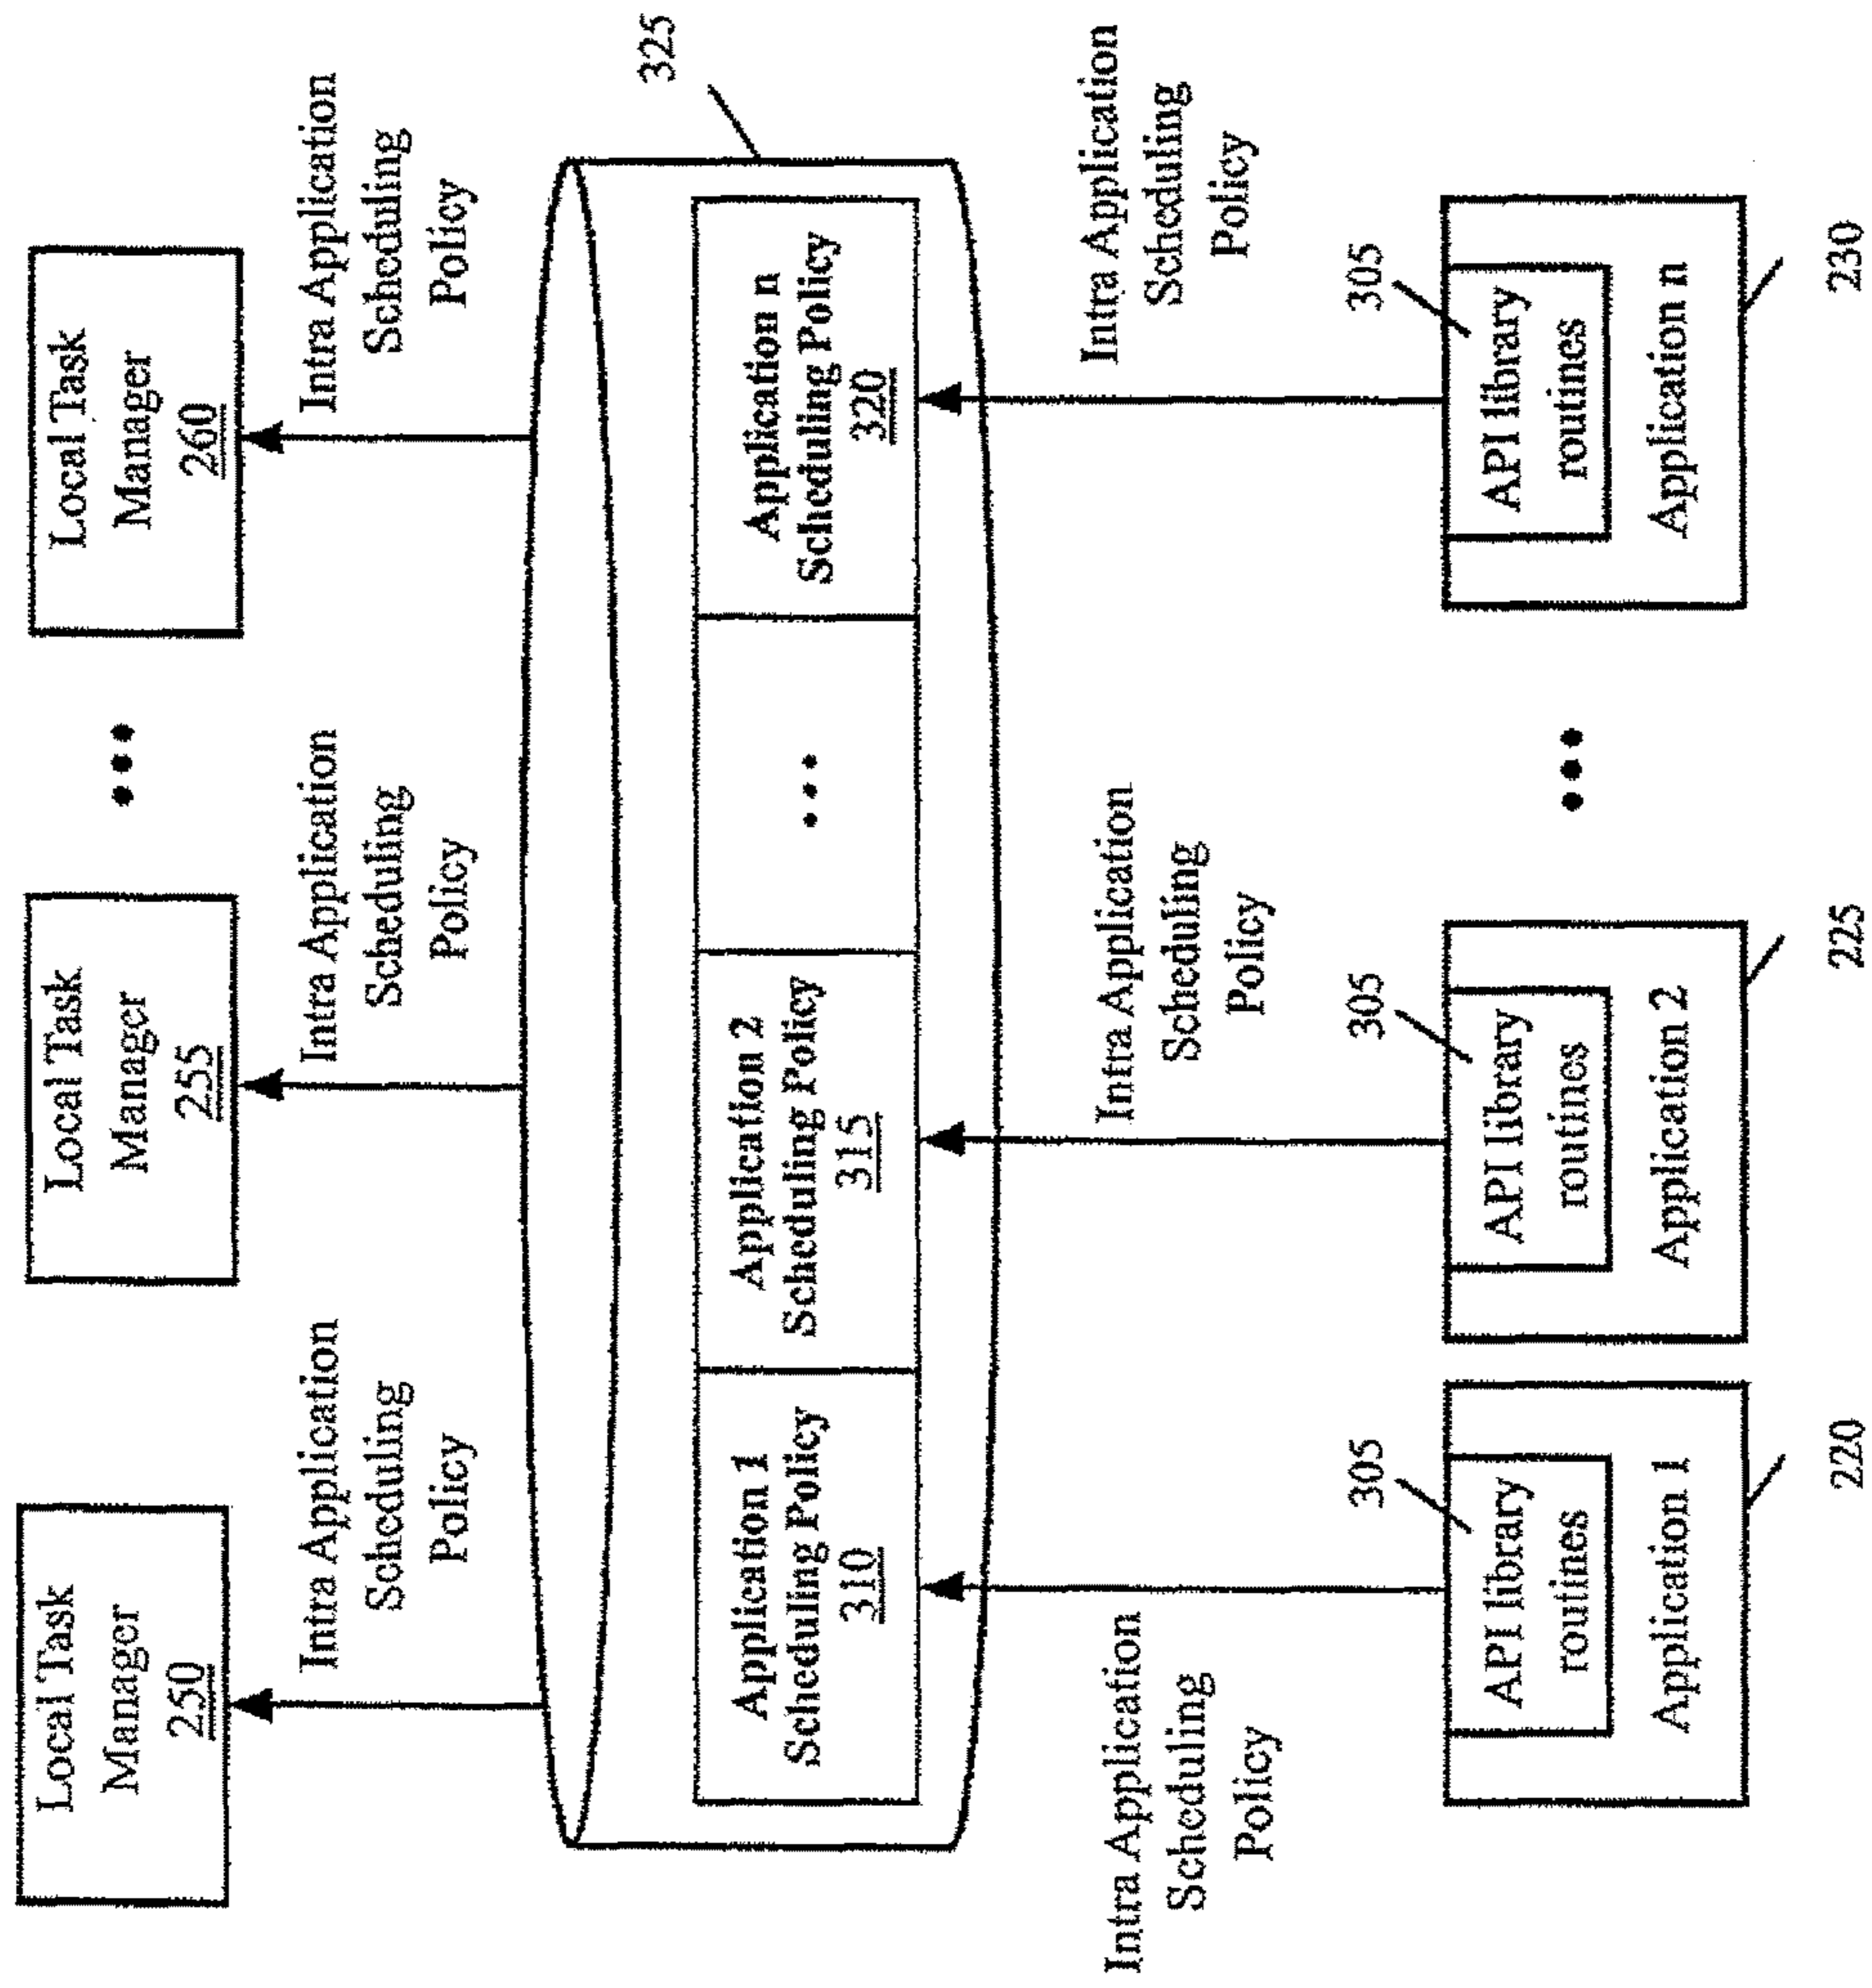 Local Task
Manager
250
Local Task
Manager
255
•••
Local Task
Manager
260
Intra Application
Scheduling
Policy
Intra Application
Scheduling
Policy
Intra Application
Scheduling
Policy
325
Application 1
Scheduling Policy
310
Application 2
Scheduling Policy
315
•••
Application n
Scheduling Policy
320
Intra Application
Scheduling
Policy
Intra Application
Scheduling
Policy
Intra Application
Scheduling
Policy
305
API library
routines
Application 1
220
305
API library
routines
Application 2
225
•••
305
API library
routines
Application n
230